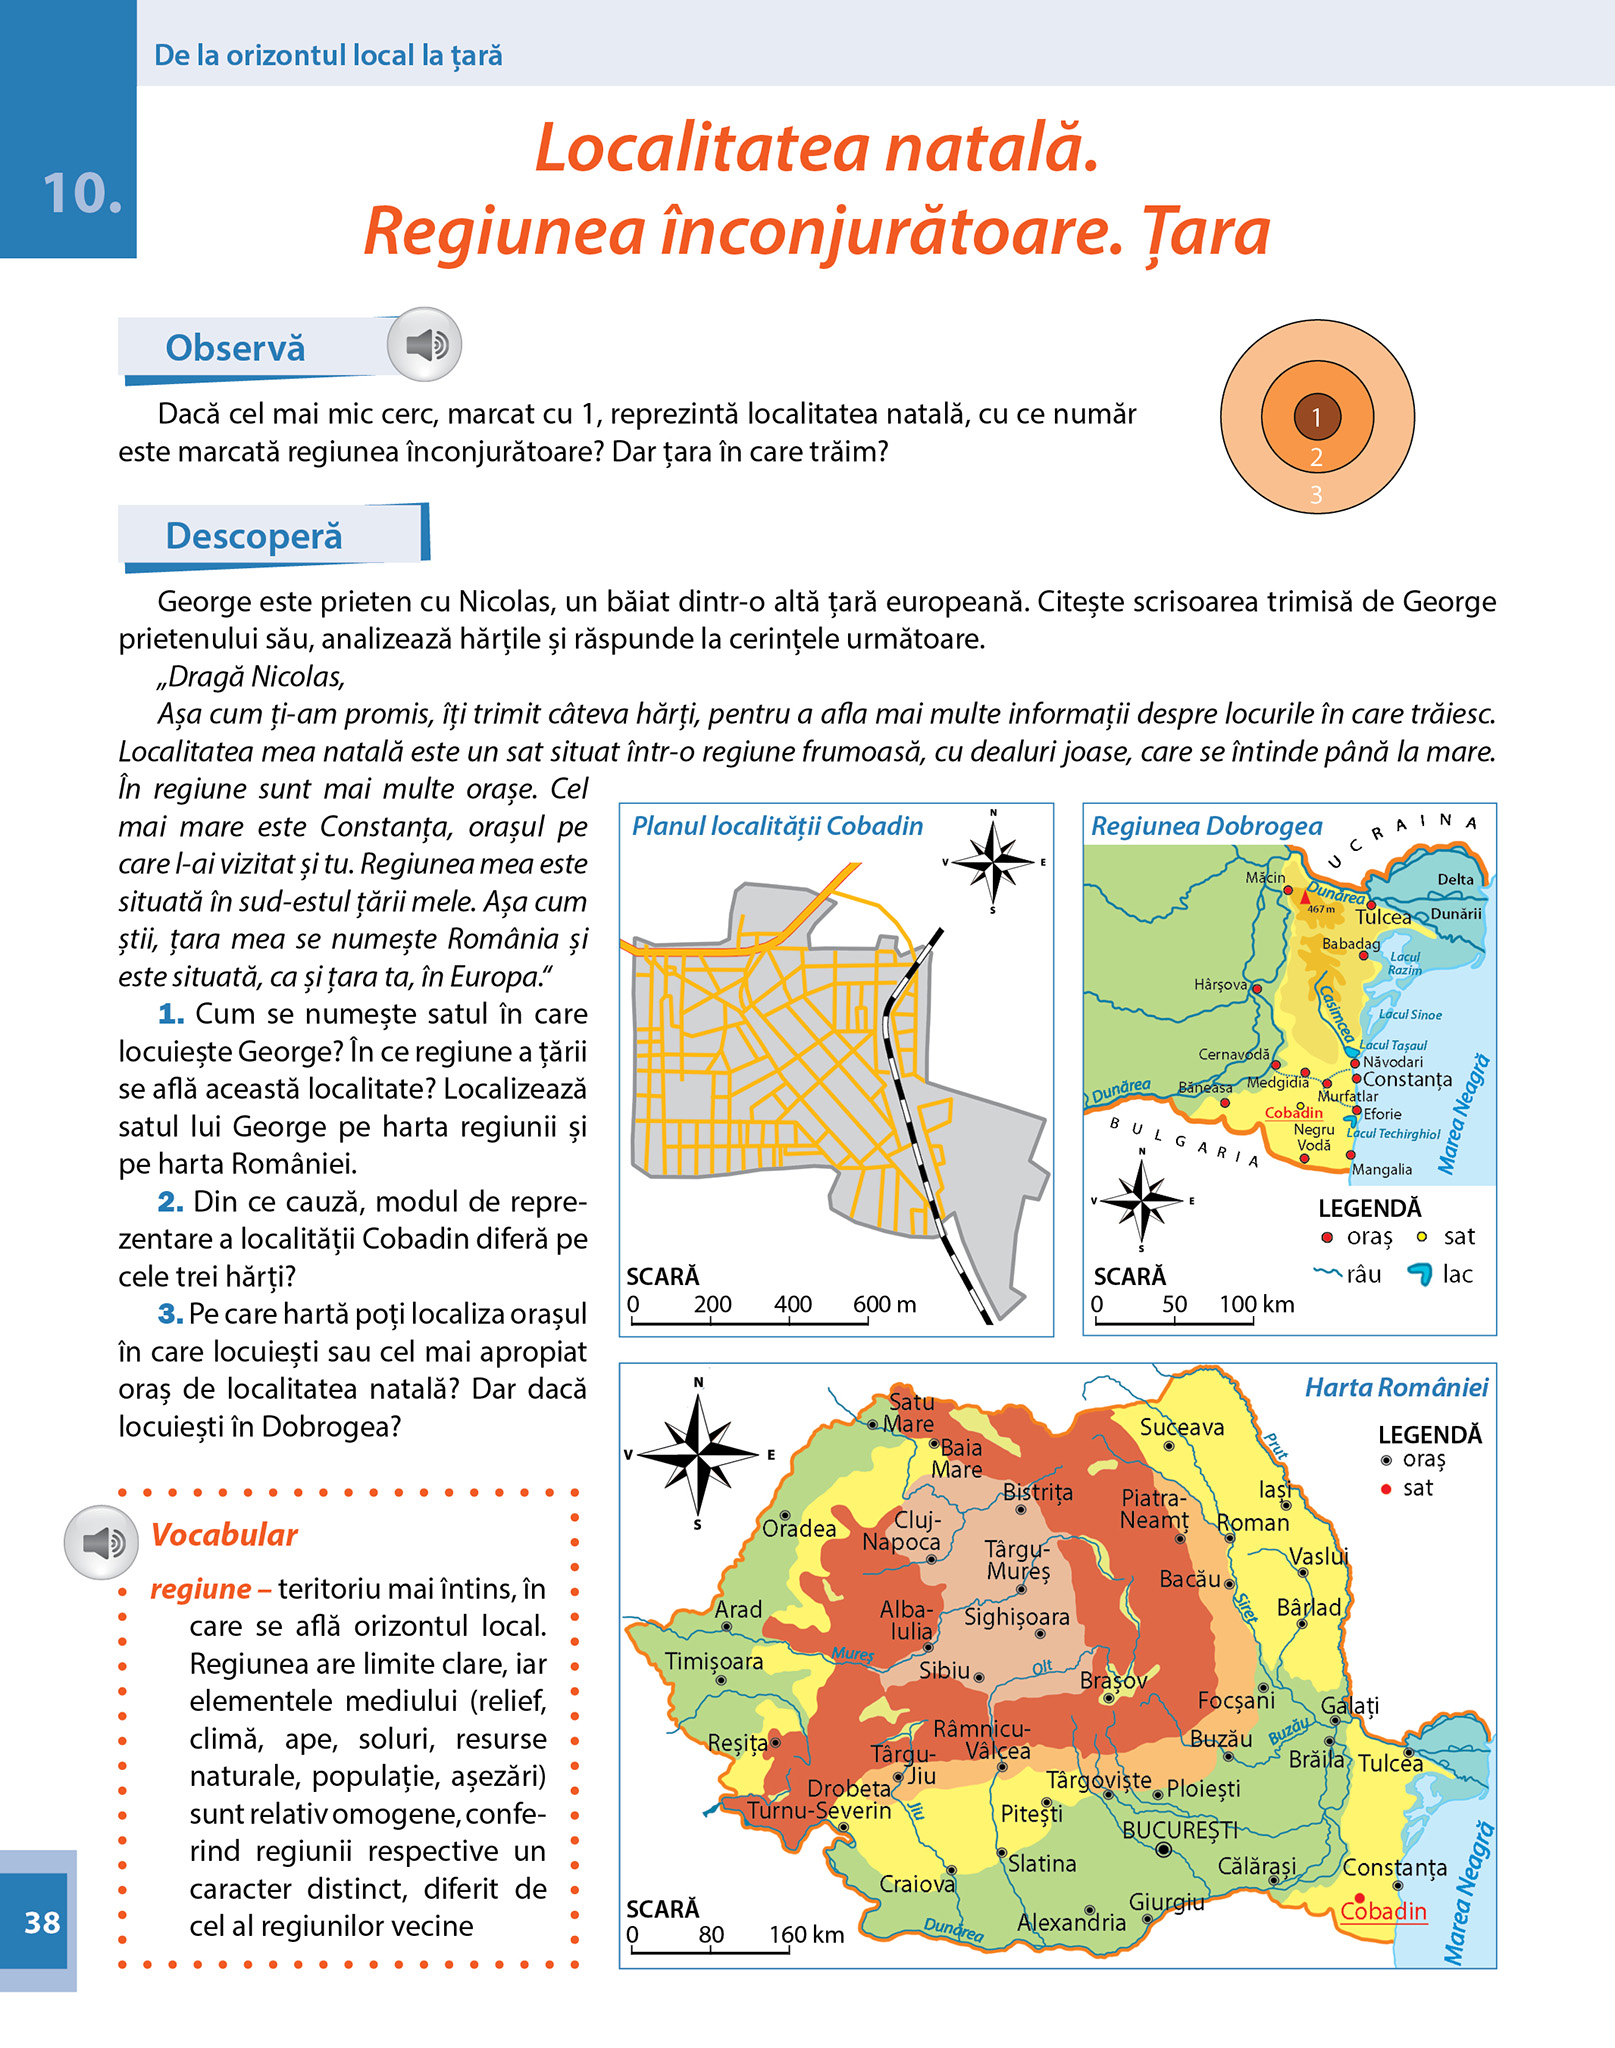 De la orizontul local la țară
10.
Localitatea natală.
Regiunea înconjurătoare. Țara
Observă
Dacă cel mai mic cerc, marcat cu 1, reprezintă localitatea natală, cu ce număr
este marcată regiunea înconjurătoare? Dar țara în care trăim?
1
2
3
Descoperă
George este prieten cu Nicolas, un băiat dintr-o altă țară europeană. Citește scrisoarea trimisă de George
prietenului său, analizează hărțile și răspunde la cerințele următoare.
„Dragă Nicolas,
Așa cum ți-am promis, îți trimit câteva hărți, pentru a afla mai multe informații despre locurile în care trăiesc.
Localitatea mea natală este un sat situat într-o regiune frumoasă, cu dealuri joase, care se întinde până la mare.
În regiune sunt mai multe orașe. Cel
mai mare este Constanța, orașul pe
care l-ai vizitat și tu. Regiunea mea este
situată în sud-estul țării mele. Așa cum
știi, țara mea se numește România și
este situată, ca și țara ta, în Europa.“
1. Cum se numește satul în care
locuiește George? În ce regiune a țării
se află această localitate? Localizează
satul lui George pe harta regiunii și
pe harta României.
2. Din ce cauză, modul de repre-
zentare a localității Cobadin diferă pe
cele trei hărți?
3. Pe care hartă poți localiza orașul
în care locuiești sau cel mai apropiat
oraș de localitatea natală? Dar dacă
locuiești în Dobrogea?
Vocabular
regiune – teritoriu mai întins, în
care se află orizontul local.
Regiunea are limite clare, iar
elementele mediului (relief,
climă, ape, soluri, resurse
naturale, populație, așezări)
sunt relativ omogene, confe-
rind regiunii respective un
caracter distinct, diferit de
cel al regiunilor vecine
38
Planul localității Cobadin
N
V
E
S
SCARĂ
0 200 400 600 m
Regiunea Dobrogea
UCRAINA
Măcin
Dunărea
467 m
Delta
Dunării
Tulcea
Babadag
Lacul
Razim
Hârșova
Casimcea
Lacul Sinoe
Lacul Tașaul
Cernavodă
Năvodari
Medgidia
Constanța
Dunărea
Băneasa
Murfatlar
Cobadin
Eforie
Negru
Vodă
Lacul Techirghiol
Marea Neagră
BULGARIA
Mangalia
N
V
E
S
LEGENDĂ
oraș
sat
râu
lac
SCARĂ
0 50 100 km
Harta României
N
V
E
S
LEGENDĂ
oraș
sat
Satu
Mare
Baia
Mare
Suceava
Prut
Bistrița
Piatra-
Neamț
Iași
Oradea
Cluj-
Napoca
Roman
Târgu-
Mureș
Vaslui
Bacău
Arad
Alba-
Iulia
Sighișoara
Siret
Bârlad
Mureș
Timișoara
Sibiu
Olt
Brașov
Focșani
Galați
Reșița
Râmnicu-
Vâlcea
Buzău
Buzău
Târgu-
Jiu
Brăila
Tulcea
Drobeta
Turnu-Severin
Târgoviște
Ploiești
Jiu
Pitești
BUCUREȘTI
Slatina
Călărași
Constanța
Craiova
Giurgiu
Cobadin
Alexandria
Dunărea
Marea Neagră
SCARĂ
0 80 160 km